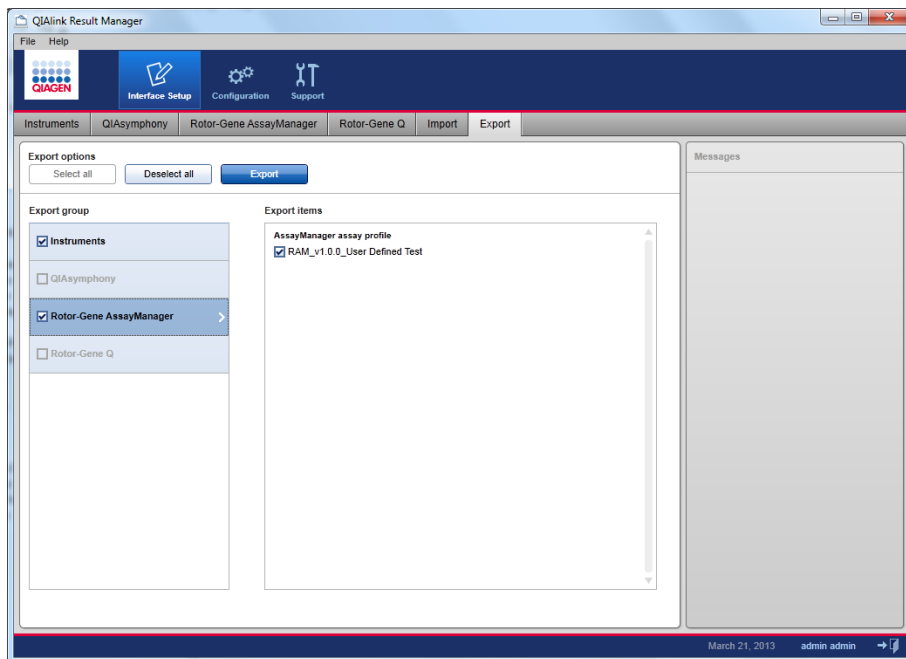 QIAlink Result Manager
File Help
QIAGEN
Interface Setup Configuration Support
Instruments QIAsymphony Rotor-Gene AssayManager Rotor-Gene Q Import Export
Export options
Select all Deselect all Export
Messages
Export group Export items
Instruments
AssayManager assay profile
RAM_v1.0.0_User Defined Test
QIAsymphony
Rotor-Gene AssayManager
Rotor-Gene Q
March 21, 2013 admin admin